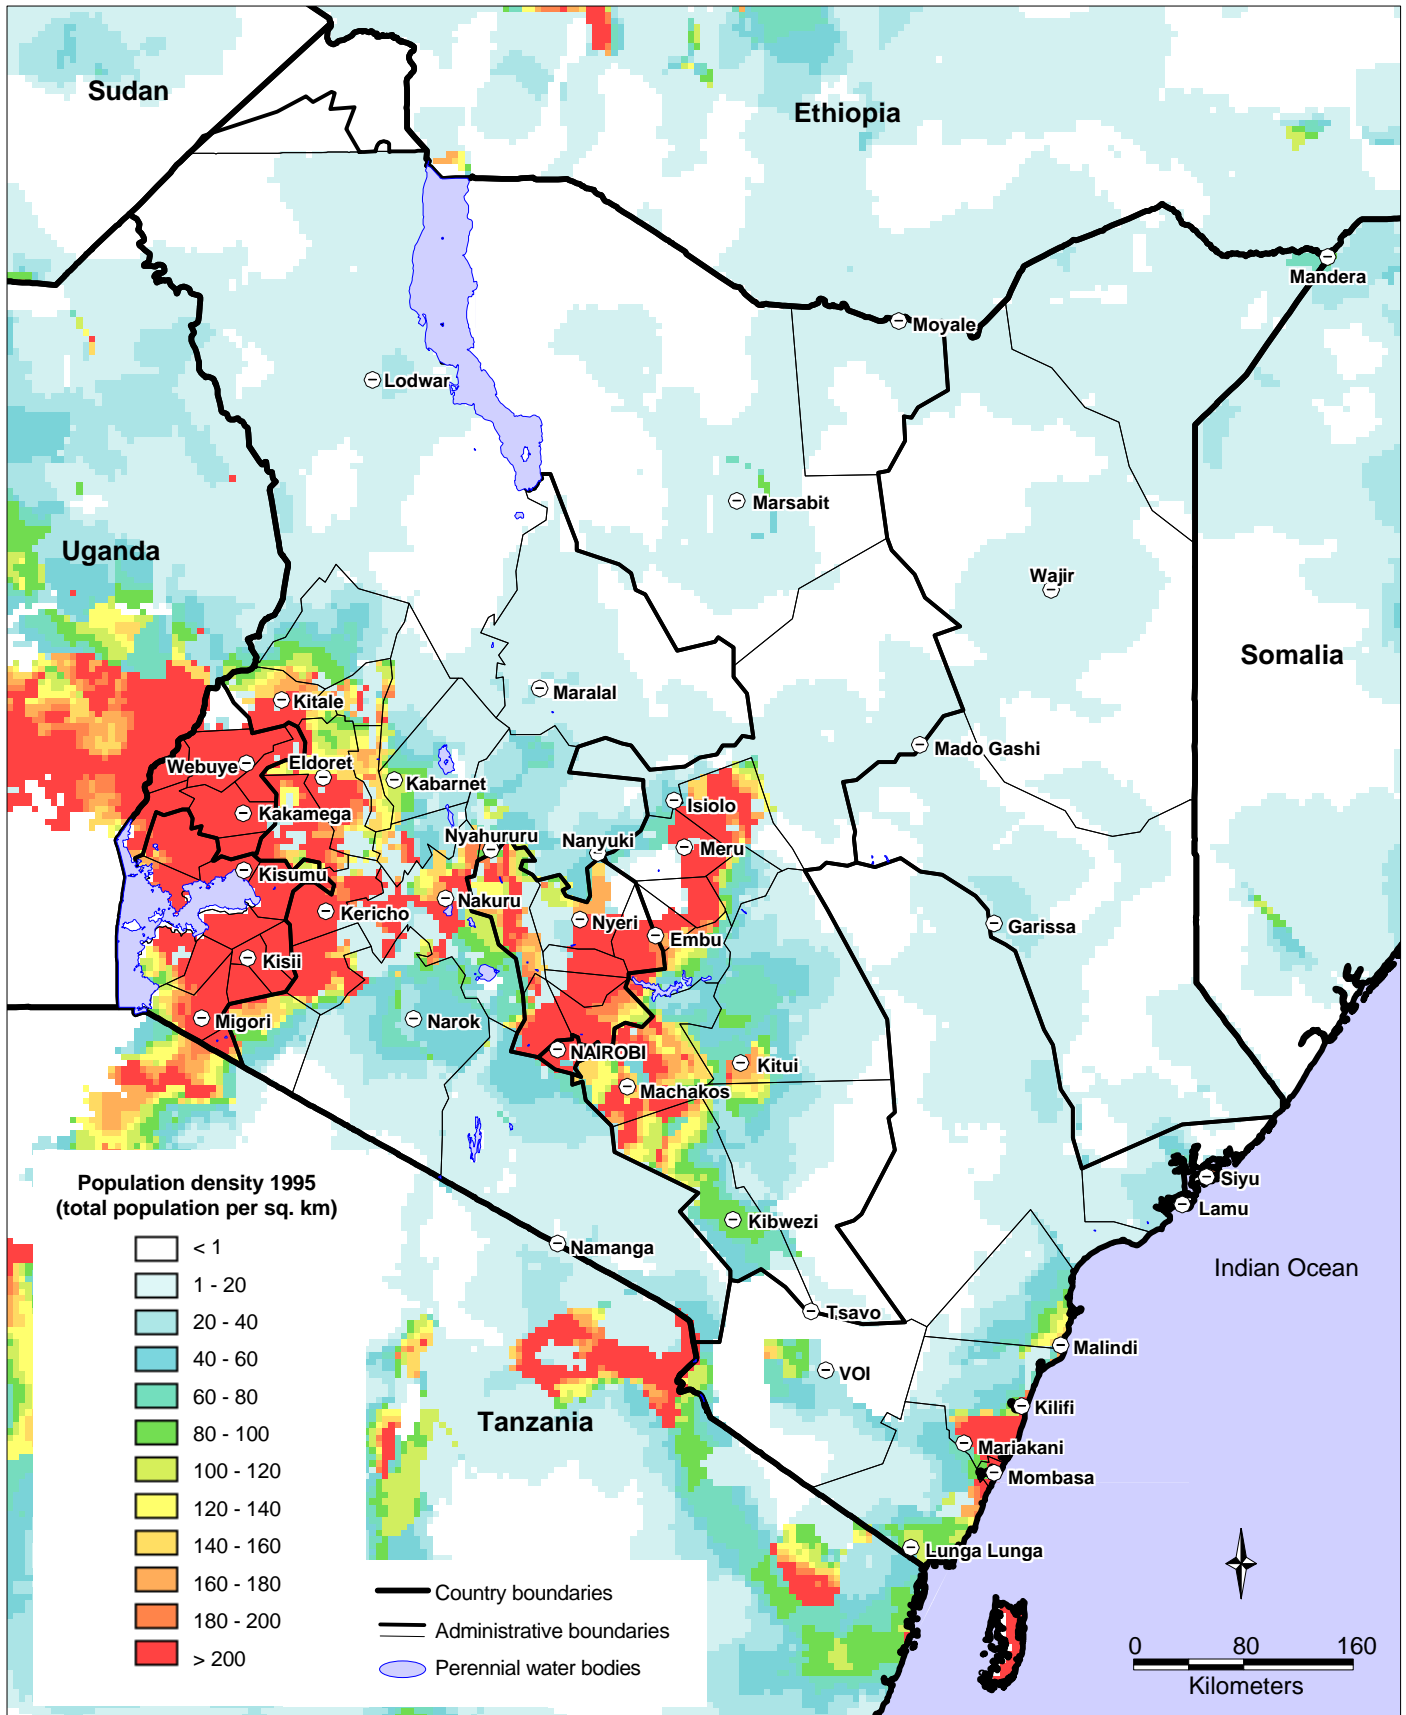 Sudan
Ethiopia
Mandera
Moyale
Lodwar
Marsabit
Uganda
Wajir
Somalia
Maralal
Kitale
Mado Gashi
Webuye
Eldoret
Kabarnet
Isiolo
Kakamega
Nyahururu
Nanyuki
Meru
Kisumu
Nakuru
Kericho
Nyeri
Garissa
Embu
Kisii
Migori
Narok
NAIROBI
Kitui
Machakos
Siyu
Lamu
Kibwezi
Namanga
Indian Ocean
Tsavo
Malindi
VOI
Kilifi
Tanzania
Mariakani
Mombasa
Lunga Lunga
Population density 1995
(total population per sq. km)
< 1
1 - 20
20 - 40
40 - 60
60 - 80
80 - 100
100 - 120
120 - 140
140 - 160
160 - 180
180 - 200
> 200
Country boundaries
Administrative boundaries
Perennial water bodies
0 80 160
Kilometers